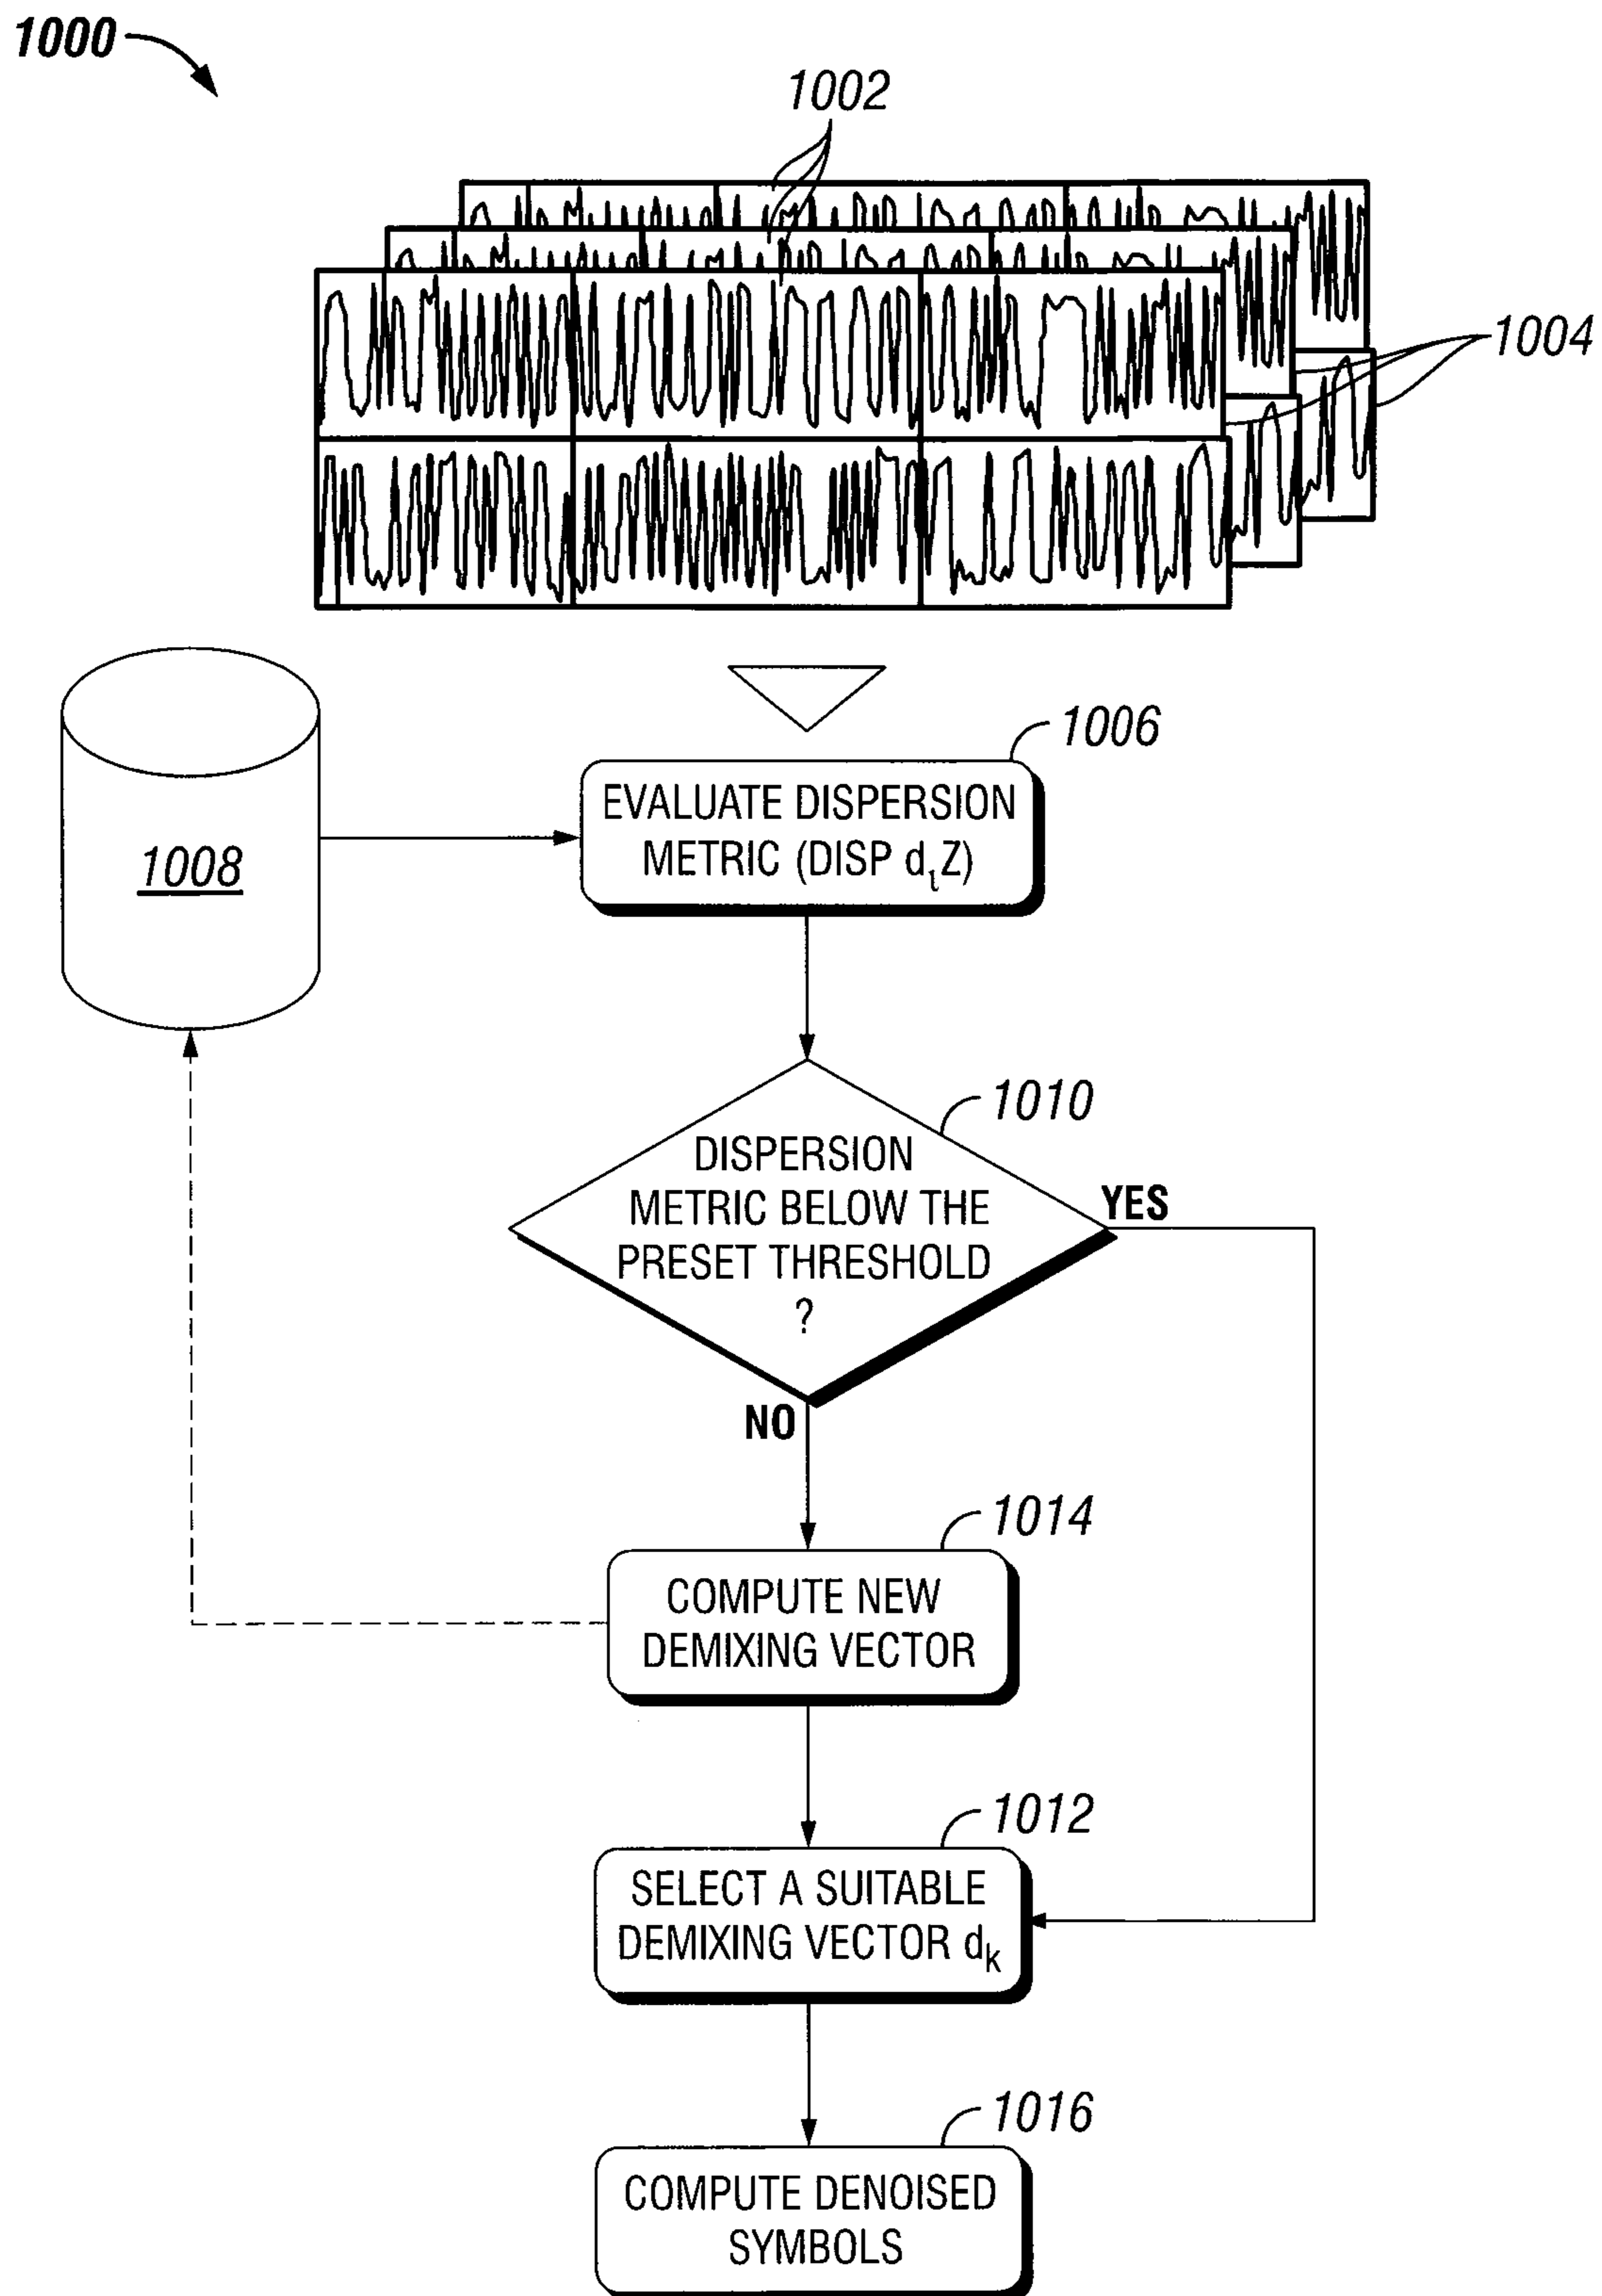 1000
1002
1004
1006
EVALUATE DISPERSION
METRIC (DISP dₜZ)
1008
1010
DISPERSION
METRIC BELOW THE
PRESET THRESHOLD
?
YES
NO
1014
COMPUTE NEW
DEMIXING VECTOR
1012
SELECT A SUITABLE
DEMIXING VECTOR dₖ
1016
COMPUTE DENOISED
SYMBOLS